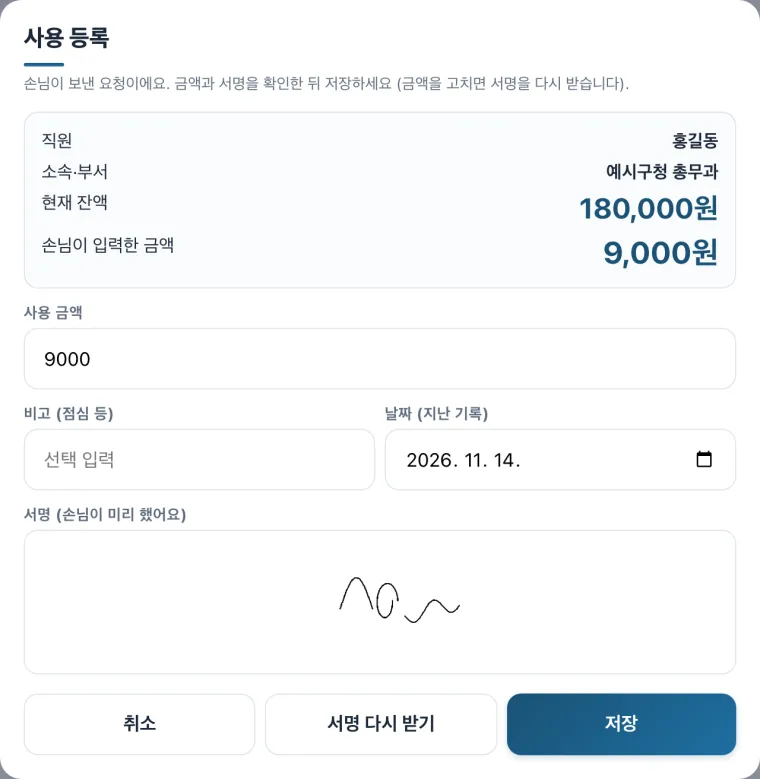 사용 등록
손님이 보낸 요청이에요. 금액과 서명을 확인한 뒤 저장하세요 (금액을 고치면 서명을 다시 받습니다).
직원 홍길동
소속·부서 예시구청 총무과
현재 잔액 180,000원
손님이 입력한 금액 9,000원
사용 금액
9000
비고 (점심 등) 날짜 (지난 기록)
선택 입력 2026. 11. 14.
서명 (손님이 미리 했어요)
취소 서명 다시 받기 저장